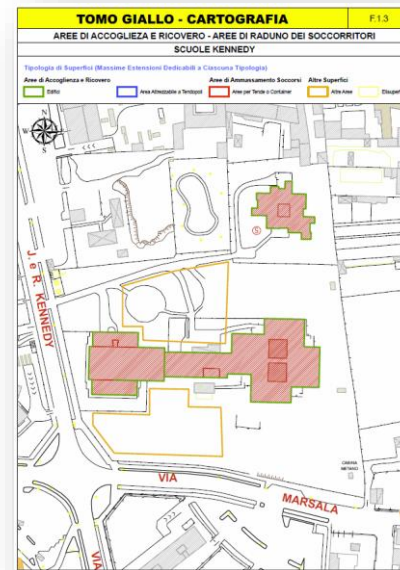 TOMO GIALLO - CARTOGRAFIA
F.1.3
AREE DI ACCOGLIEZA E RICOVERO - AREE DI RADUNO DEI SOCCORRITORI
SCUOLE KENNEDY
Tipologia di Superfici (Massime Estensioni Dedicabili a Ciascuna Tipologia)
Aree di Accoglienza e Ricovero
Aree di Ammassamento Soccorsi
Altre Superfici
Edifici
Area Attrezzabile a Tendopoli
Aree per Tende o Container
Altre Aree
N
J. e R. KENNEDY
S
VIA
MARSALA
VIA